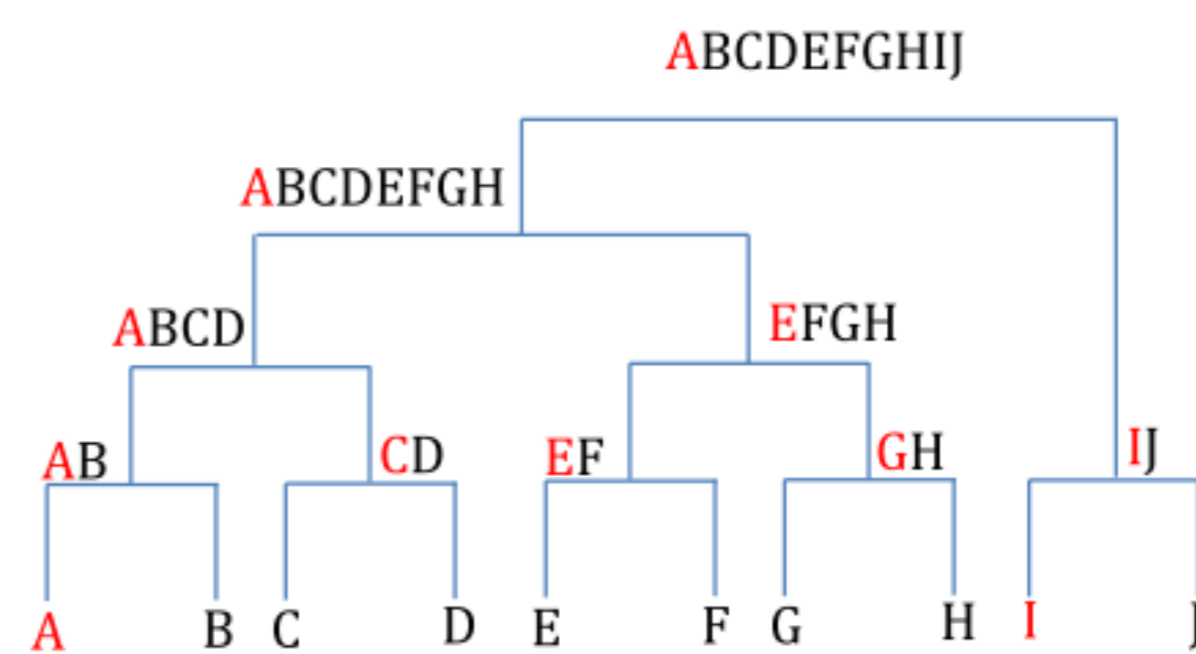 ABCDEFGHIJ
ABCDEFGH
ABCD EFGH
AB CD EF GH IJ
A B C D E F G H I J